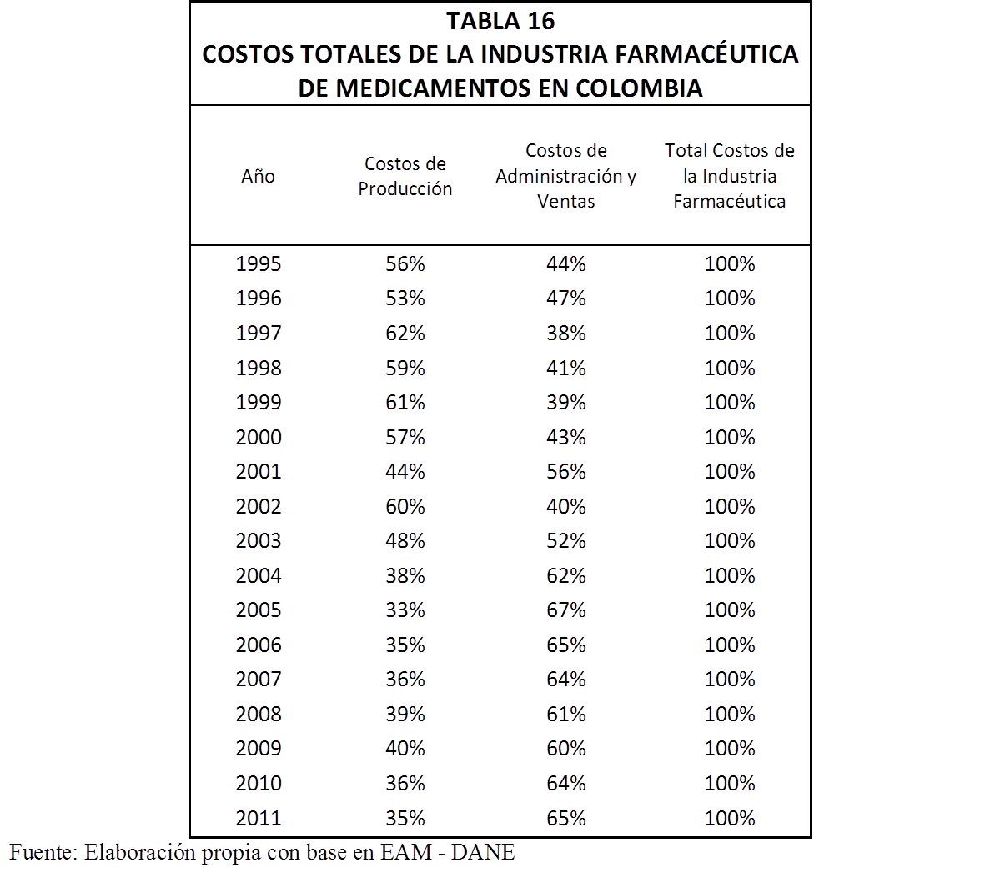 TABLA 16
COSTOS TOTALES DE LA INDUSTRIA FARMACÉUTICA
DE MEDICAMENTOS EN COLOMBIA
Año Costos de Producción Costos de Administración y Ventas Total Costos de la Industria Farmacéutica
1995 56% 44% 100%
1996 53% 47% 100%
1997 62% 38% 100%
1998 59% 41% 100%
1999 61% 39% 100%
2000 57% 43% 100%
2001 44% 56% 100%
2002 60% 40% 100%
2003 48% 52% 100%
2004 38% 62% 100%
2005 33% 67% 100%
2006 35% 65% 100%
2007 36% 64% 100%
2008 39% 61% 100%
2009 40% 60% 100%
2010 36% 64% 100%
2011 35% 65% 100%
Fuente: Elaboración propia con base en EAM - DANE